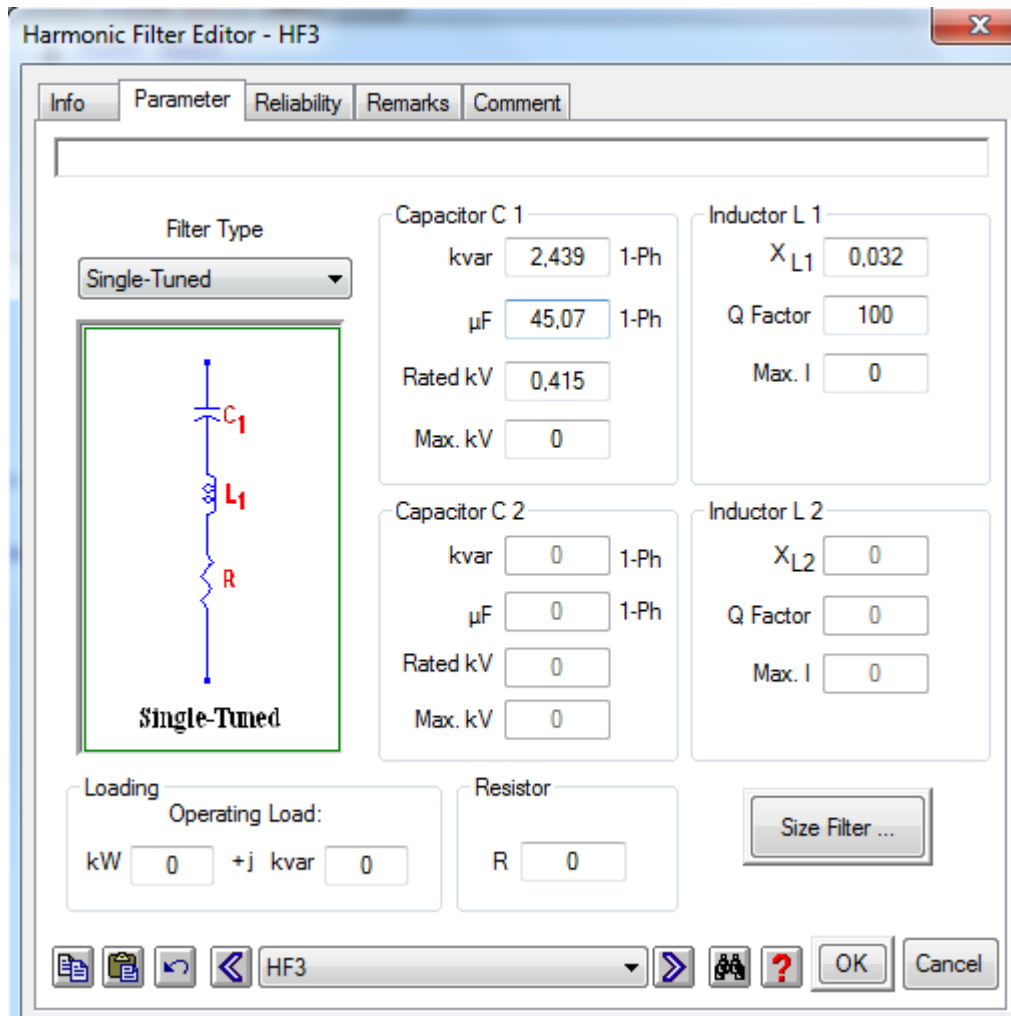 Harmonic Filter Editor - HF3
Info Parameter Reliability Remarks Comment
Filter Type
Single-Tuned
C1
L1
R
Single-Tuned
Capacitor C 1
kvar 2,439 1-Ph
µF 45,07 1-Ph
Rated kV 0,415
Max. kV 0
Inductor L 1
XL1 0,032
Q Factor 100
Max. I 0
Capacitor C 2
kvar 0 1-Ph
µF 0 1-Ph
Rated kV 0
Max. kV 0
Inductor L 2
XL2 0
Q Factor 0
Max. I 0
Loading
Operating Load:
kW 0 +j kvar 0
Resistor
R 0
Size Filter ...
HF3 ? OK Cancel